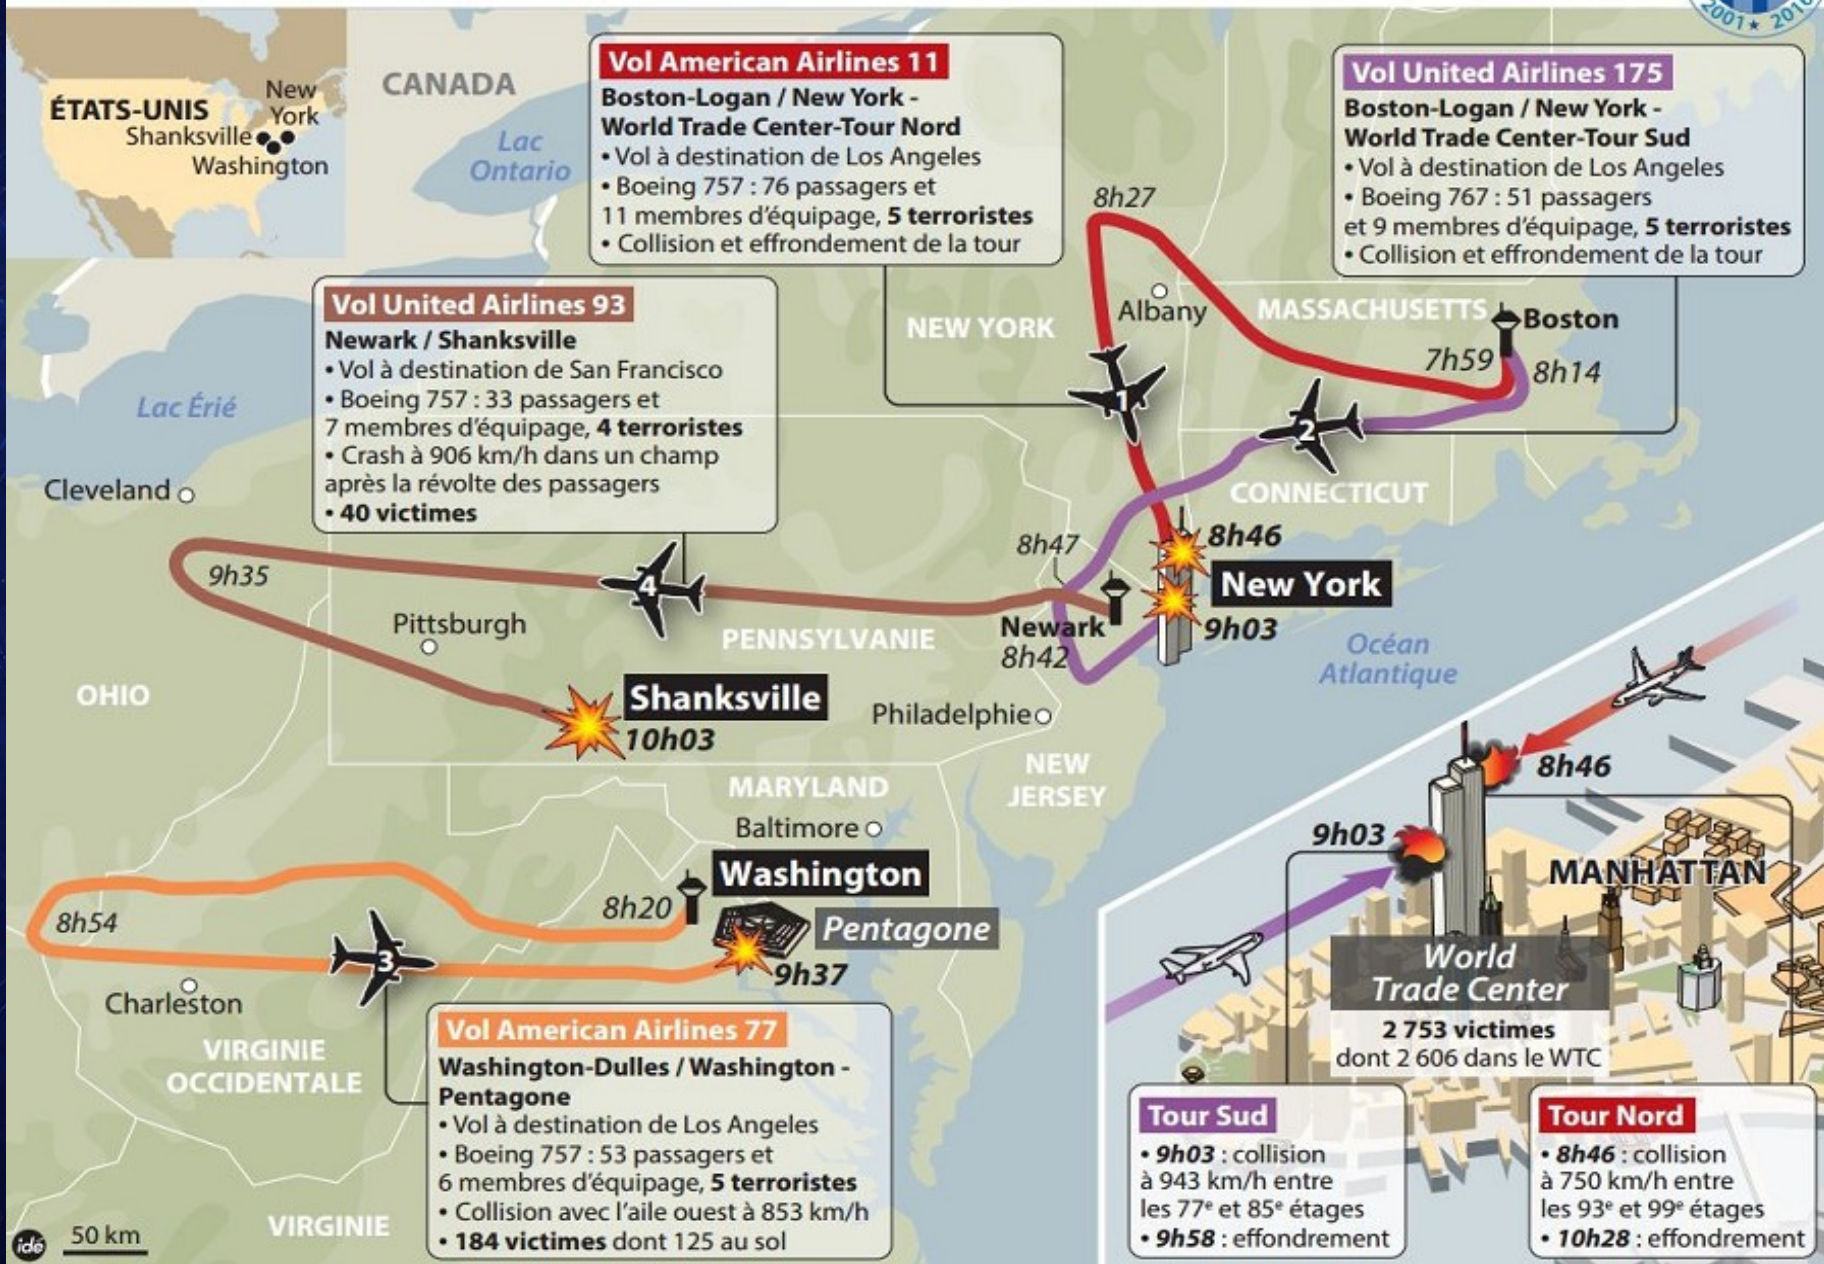 2001 ★ 2016
ÉTATS-UNIS
New
York
Shanksville
Washington
CANADA
Lac
Ontario
Vol American Airlines 11
Boston-Logan / New York -
World Trade Center-Tour Nord
• Vol à destination de Los Angeles
• Boeing 757 : 76 passagers et
11 membres d'équipage, 5 terroristes
• Collision et effrondement de la tour
Vol United Airlines 175
Boston-Logan / New York -
World Trade Center-Tour Sud
• Vol à destination de Los Angeles
• Boeing 767 : 51 passagers
et 9 membres d'équipage, 5 terroristes
• Collision et effrondement de la tour
8h27
Albany
NEW YORK
MASSACHUSETTS
Boston
7h59
8h14
1
2
CONNECTICUT
Vol United Airlines 93
Newark / Shanksville
• Vol à destination de San Francisco
• Boeing 757 : 33 passagers et
7 membres d'équipage, 4 terroristes
• Crash à 906 km/h dans un champ
après la révolte des passagers
• 40 victimes
Lac Érié
Cleveland
9h35
4
Pittsburgh
PENNSYLVANIE
OHIO
Shanksville
10h03
8h47
8h46
New York
9h03
Newark
8h42
Philadelphie
Océan
Atlantique
NEW
JERSEY
MARYLAND
Baltimore
Washington
8h20
Pentagone
9h37
8h54
3
Charleston
VIRGINIE
OCCIDENTALE
VIRGINIE
Vol American Airlines 77
Washington-Dulles / Washington -
Pentagone
• Vol à destination de Los Angeles
• Boeing 757 : 53 passagers et
6 membres d'équipage, 5 terroristes
• Collision avec l'aile ouest à 853 km/h
• 184 victimes dont 125 au sol
8h46
9h03
MANHATTAN
World
Trade Center
2 753 victimes
dont 2 606 dans le WTC
Tour Sud
• 9h03 : collision
à 943 km/h entre
les 77e et 85e étages
• 9h58 : effondrement
Tour Nord
• 8h46 : collision
à 750 km/h entre
les 93e et 99e étages
• 10h28 : effondrement
idé
50 km